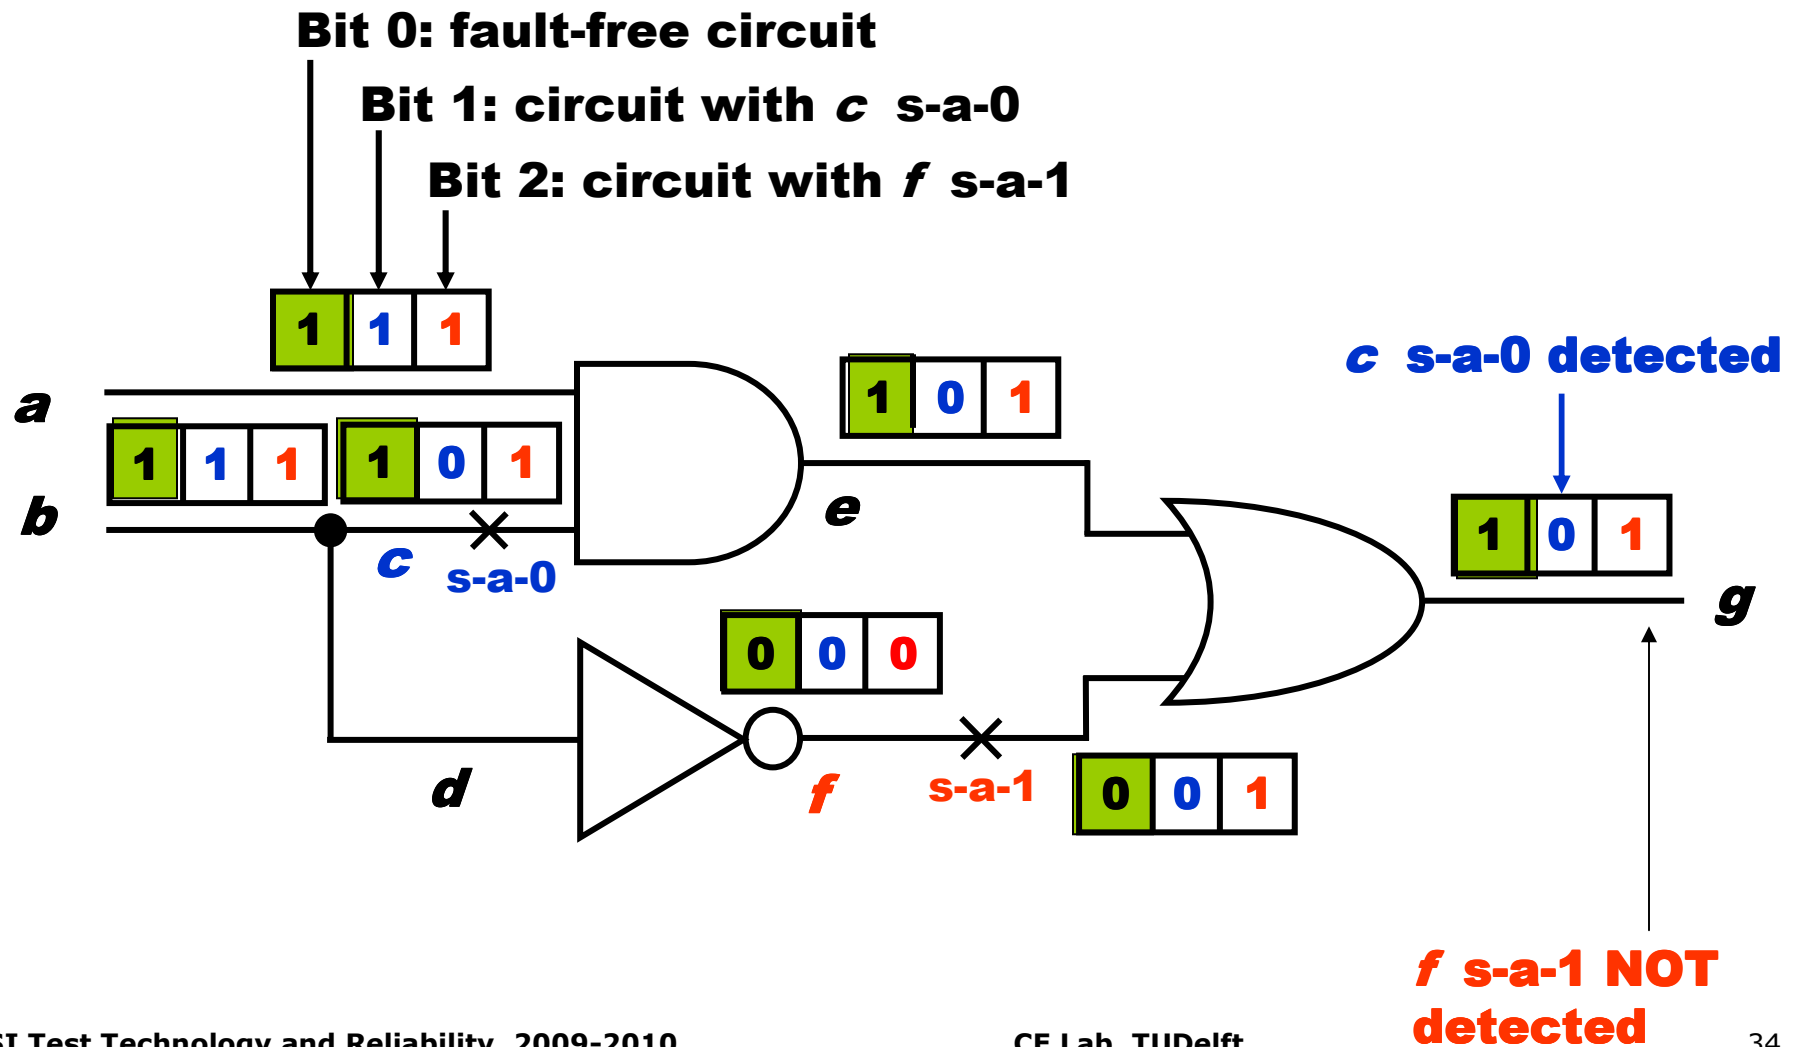 Bit 0: fault-free circuit
Bit 1: circuit with c s-a-0
Bit 2: circuit with f s-a-1
1 1 1
c s-a-0 detected
1 0 1
a
1 1 1 1 0 1
b
e
1 0 1
c s-a-0
g
0 0 0
d
f s-a-1
0 0 1
f s-a-1 NOT
detected
Test Technology and Reliability, 2009-2010 CE Lab, TUDelft 34